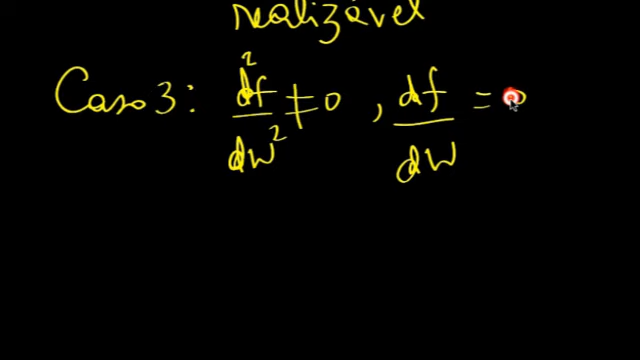 realizável
Caso 3: d²f/dw² ≠ 0, df/dw = 0